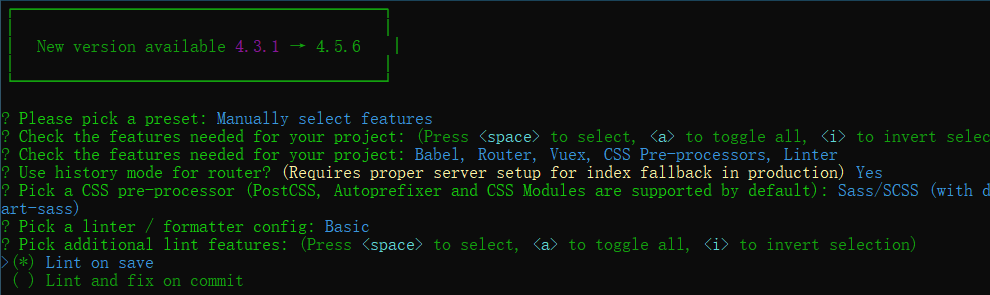 New version available 4.3.1 → 4.5.6
? Please pick a preset: Manually select features
? Check the features needed for your project: (Press <space> to select, <a> to toggle all, <i> to invert selec
? Check the features needed for your project: Babel, Router, Vuex, CSS Pre-processors, Linter
? Use history mode for router? (Requires proper server setup for index fallback in production) Yes
? Pick a CSS pre-processor (PostCSS, Autoprefixer and CSS Modules are supported by default): Sass/SCSS (with d
art-sass)
? Pick a linter / formatter config: Basic
? Pick additional lint features: (Press <space> to select, <a> to toggle all, <i> to invert selection)
>(*) Lint on save
( ) Lint and fix on commit